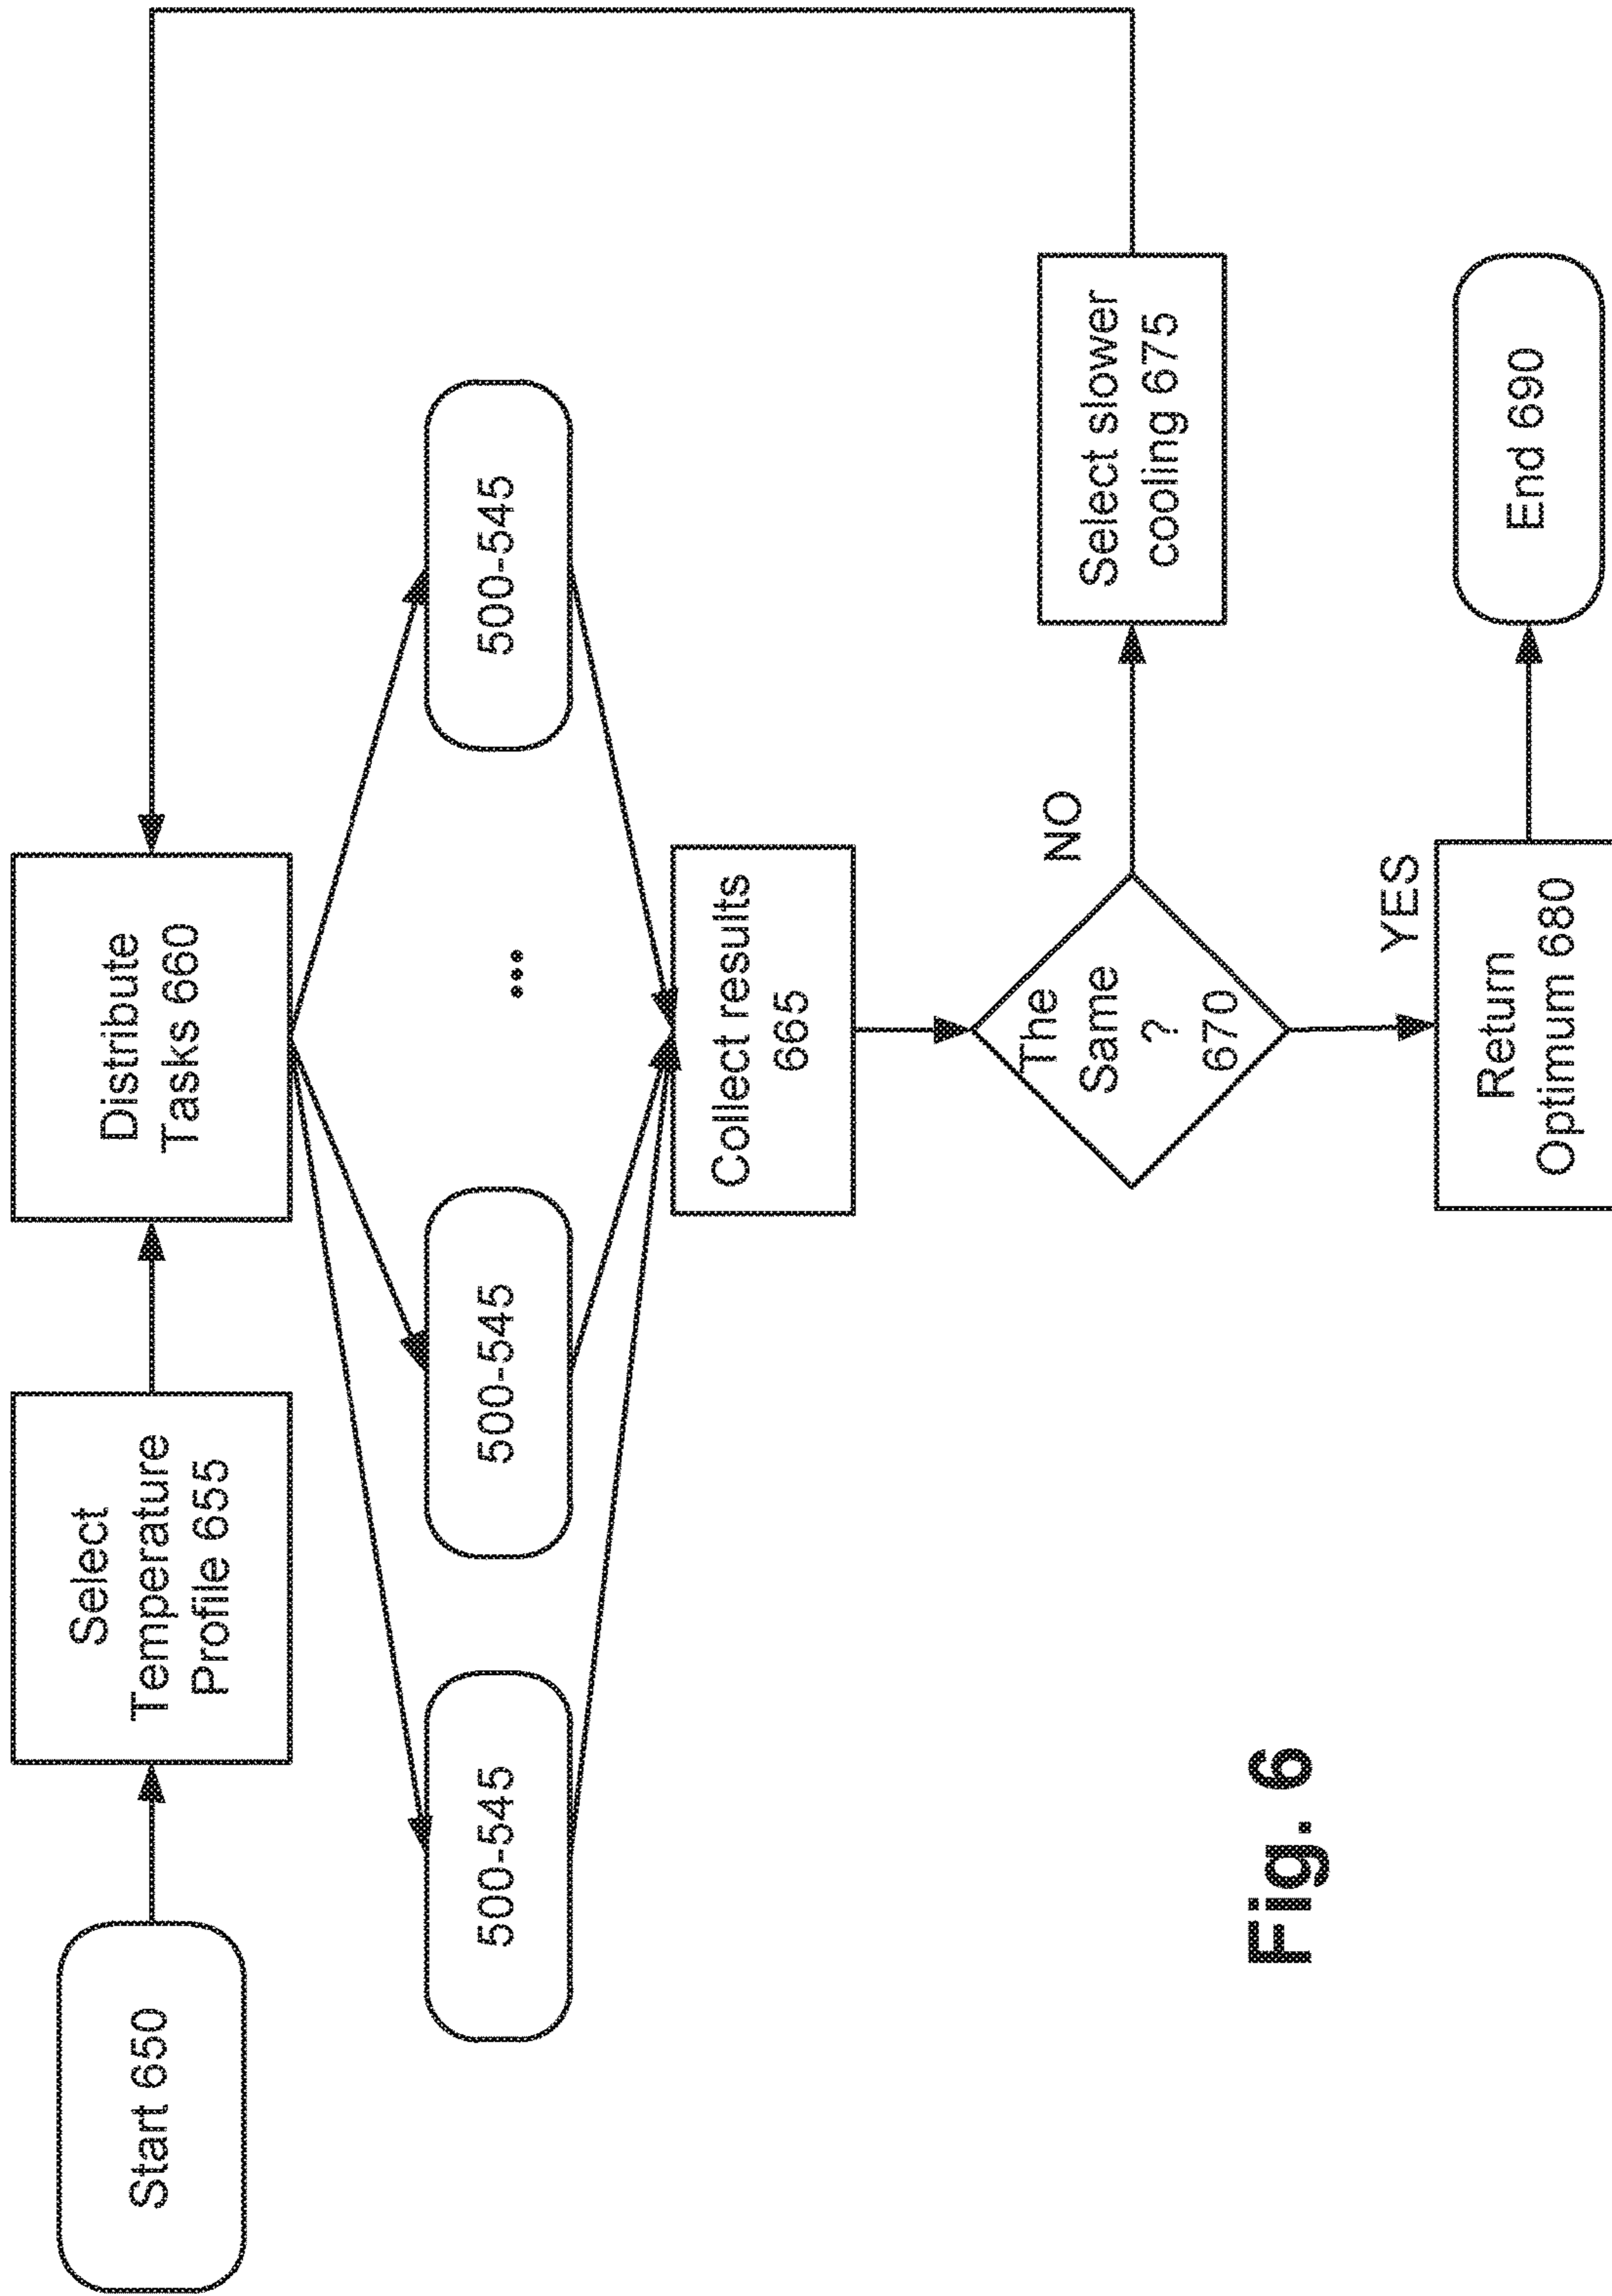 Start 650
Select
Temperature
Profile 655
Distribute
Tasks 660
500-545
500-545
...
500-545
Collect results
665
The
Same
?
670
NO
Select slower
cooling 675
YES
Return
Optimum 680
End 690
Fig. 6